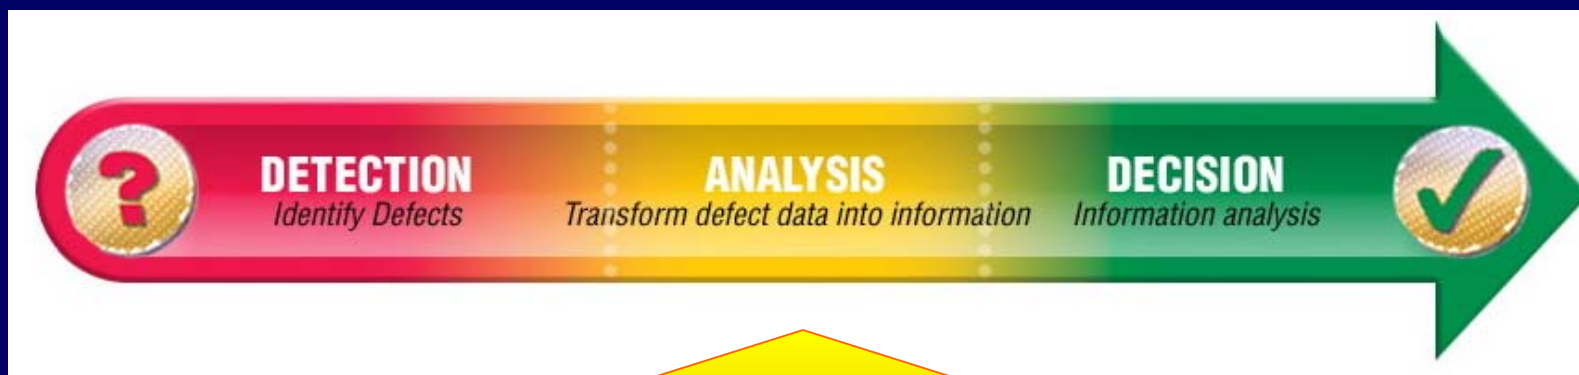 ?
DETECTION
Identify Defects
ANALYSIS
Transform defect data into information
DECISION
Information analysis